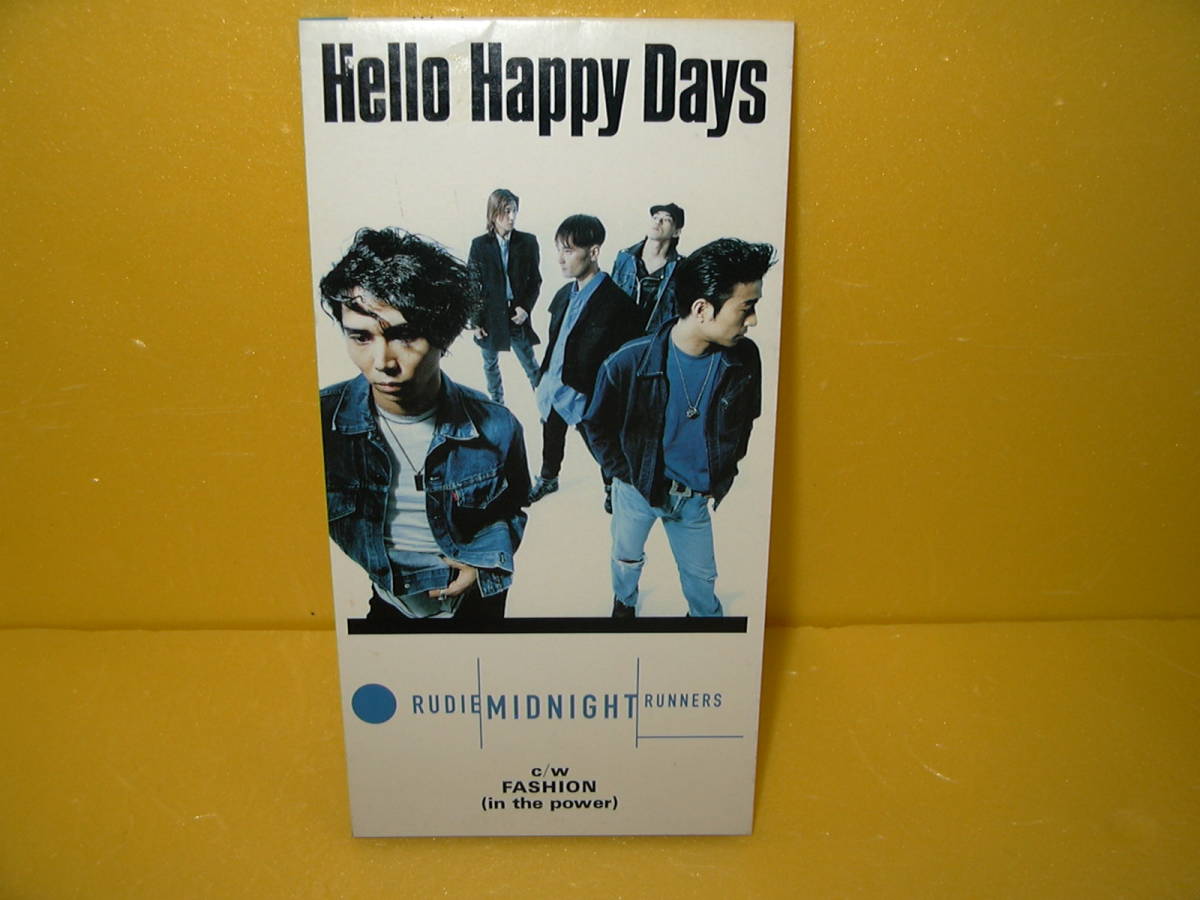 Hello Happy Days
RUDIE MIDNIGHT RUNNERS
c/w
FASHION
(in the power)